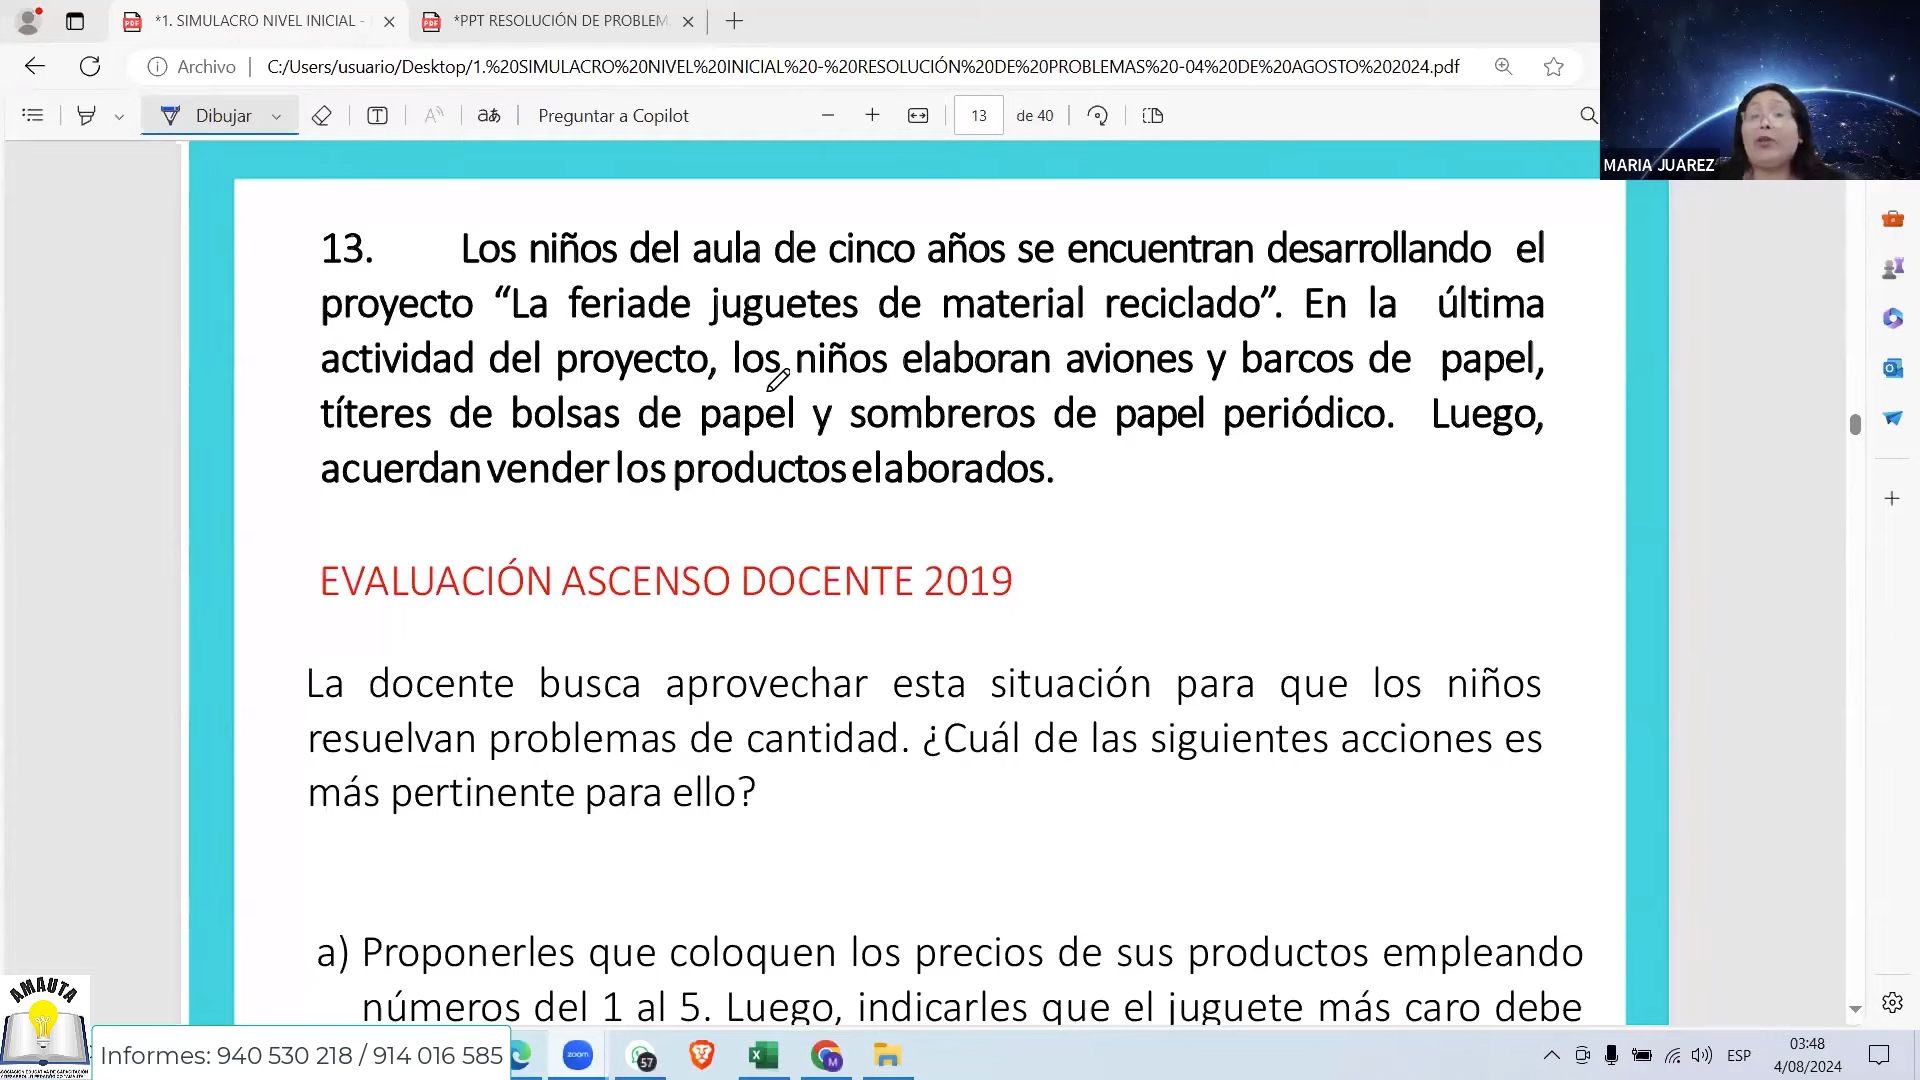 *1. SIMULACRO NIVEL INICIAL -
*PPT RESOLUCIÓN DE PROBLEM
Archivo
C:/Users/usuario/Desktop/1.%20SIMULACRO%20NIVEL%20INICIAL%20-%20RESOLUCIÓN%20DE%20PROBLEMAS%20-04%20DE%20AGOSTO%202024.pdf
Dibujar
Preguntar a Copilot
13
de 40
MARIA JUAREZ
13. Los niños del aula de cinco años se encuentran desarrollando el
proyecto “La feriade juguetes de material reciclado”. En la última
actividad del proyecto, los niños elaboran aviones y barcos de papel,
títeres de bolsas de papel y sombreros de papel periódico. Luego,
acuerdan vender los productos elaborados.
EVALUACIÓN ASCENSO DOCENTE 2019
La docente busca aprovechar esta situación para que los niños
resuelvan problemas de cantidad. ¿Cuál de las siguientes acciones es
más pertinente para ello?
a) Proponerles que coloquen los precios de sus productos empleando
números del 1 al 5. Luego, indicarles que el juguete más caro debe
AMAUTA
Informes: 940 530 218 / 914 016 585
zoom
57
ESP
03:48
4/08/2024